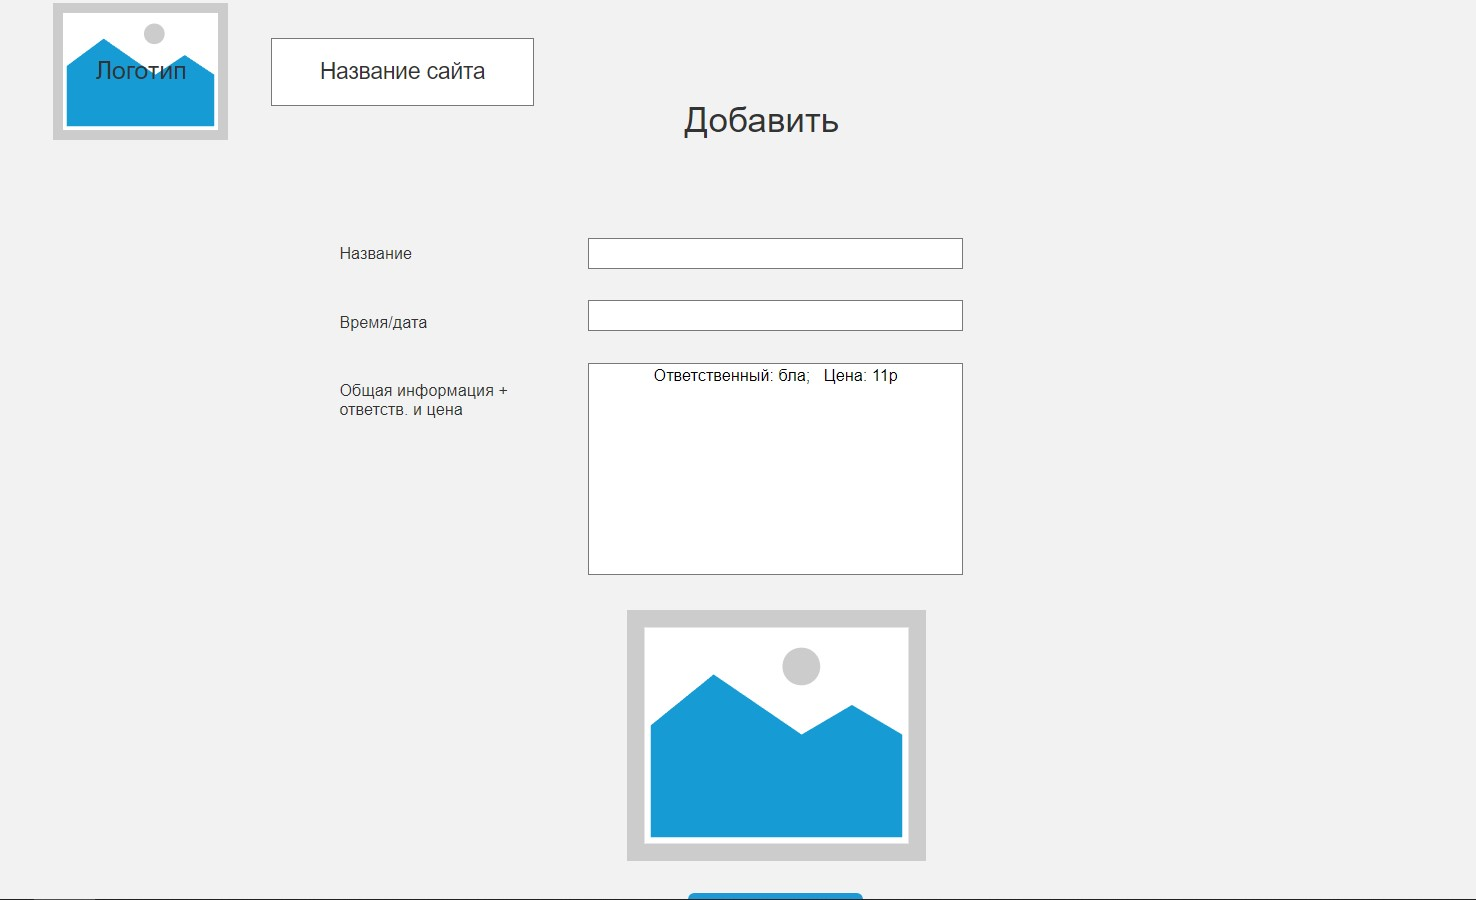 Логотип
Название сайта
Добавить
Название
Время/дата
Общая информация +
ответств. и цена
Ответственный: бла;   Цена: 11р